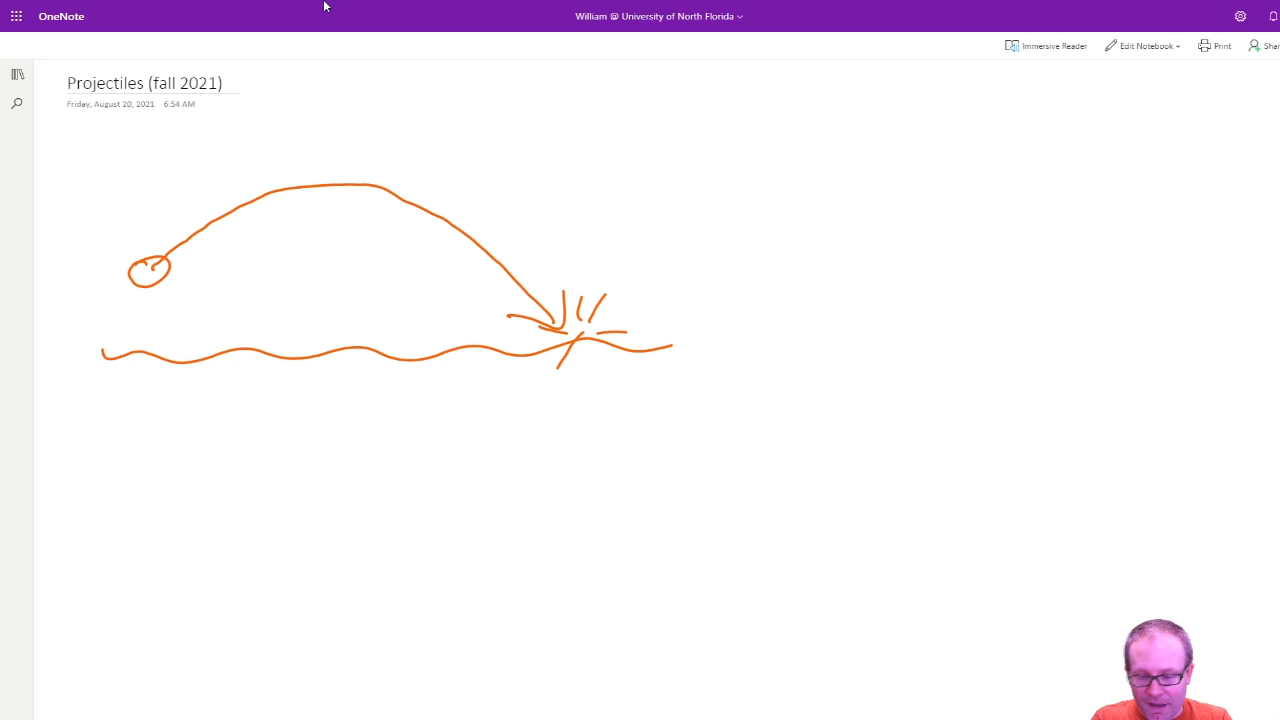 OneNote
William @ University of North Florida
Immersive Reader
Edit Notebook
Print
Shar
Projectiles (fall 2021)
Friday, August 20, 2021 6:54 AM